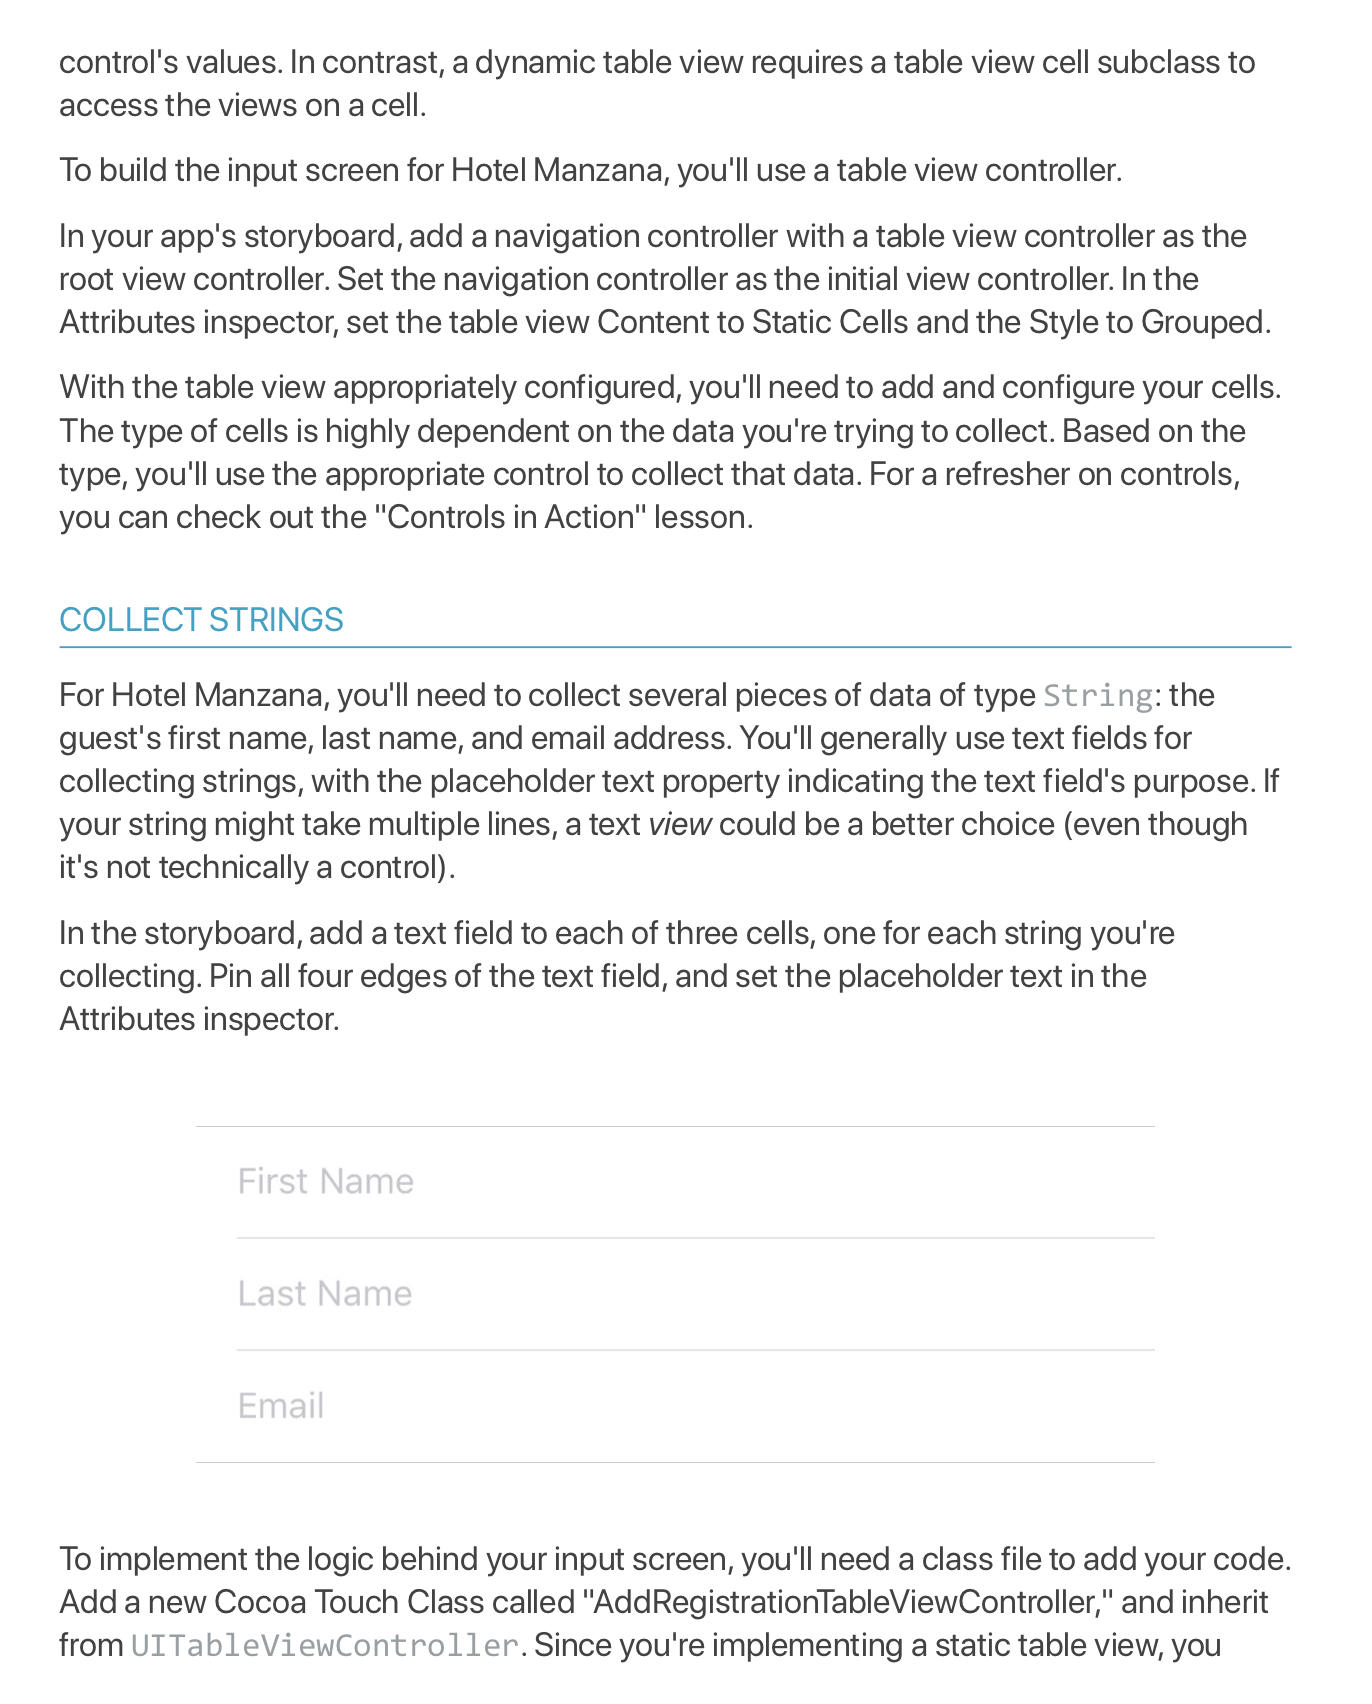 control's values. In contrast, a dynamic table view requires a table view cell subclass to
access the views on a cell.
To build the input screen for Hotel Manzana, you'll use a table view controller.
In your app's storyboard, add a navigation controller with a table view controller as the
root view controller. Set the navigation controller as the initial view controller. In the
Attributes inspector, set the table view Content to Static Cells and the Style to Grouped.
With the table view appropriately configured, you'll need to add and configure your cells.
The type of cells is highly dependent on the data you're trying to collect. Based on the
type, you'll use the appropriate control to collect that data. For a refresher on controls,
you can check out the "Controls in Action" lesson.
COLLECT STRINGS
For Hotel Manzana, you'll need to collect several pieces of data of type String: the
guest's first name, last name, and email address. You'll generally use text fields for
collecting strings, with the placeholder text property indicating the text field's purpose. If
your string might take multiple lines, a text view could be a better choice (even though
it's not technically a control).
In the storyboard, add a text field to each of three cells, one for each string you're
collecting. Pin all four edges of the text field, and set the placeholder text in the
Attributes inspector.
First Name
Last Name
Email
To implement the logic behind your input screen, you'll need a class file to add your code.
Add a new Cocoa Touch Class called "AddRegistrationTableViewController," and inherit
from UITableViewController. Since you're implementing a static table view, you